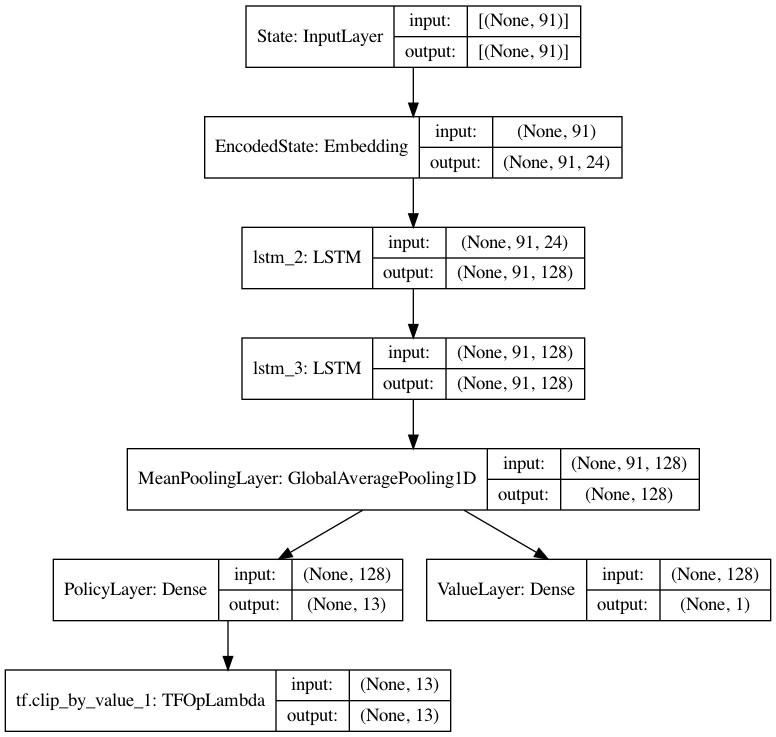 State: InputLayer
input: [(None, 91)]
output: [(None, 91)]
EncodedState: Embedding
input: (None, 91)
output: (None, 91, 24)
lstm_2: LSTM
input: (None, 91, 24)
output: (None, 91, 128)
lstm_3: LSTM
input: (None, 91, 128)
output: (None, 91, 128)
MeanPoolingLayer: GlobalAveragePooling1D
input: (None, 91, 128)
output: (None, 128)
PolicyLayer: Dense
input: (None, 128)
output: (None, 13)
ValueLayer: Dense
input: (None, 128)
output: (None, 1)
tf.clip_by_value_1: TFOpLambda
input: (None, 13)
output: (None, 13)